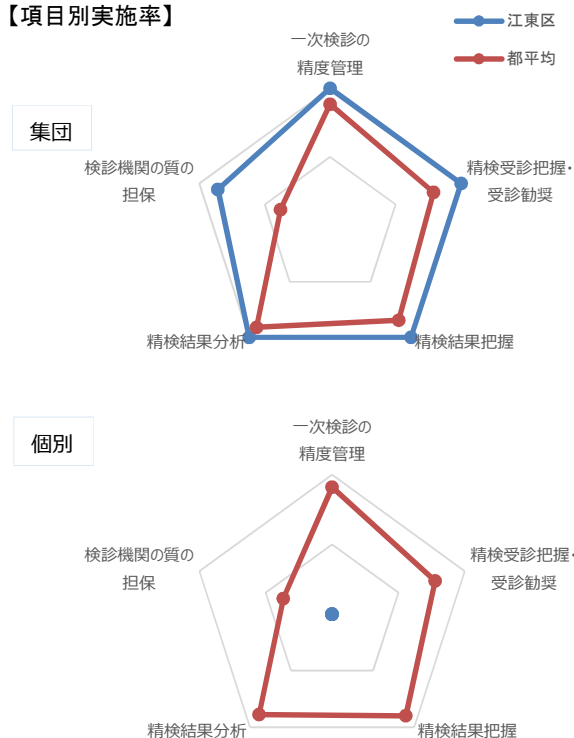 【項目別実施率】
江東区
都平均
集団
一次検診の
精度管理
精検受診把握・
受診勧奨
検診機関の質の
担保
精検結果分析
精検結果把握
個別
一次検診の
精度管理
精検受診把握・
受診勧奨
検診機関の質の
担保
精検結果分析
精検結果把握